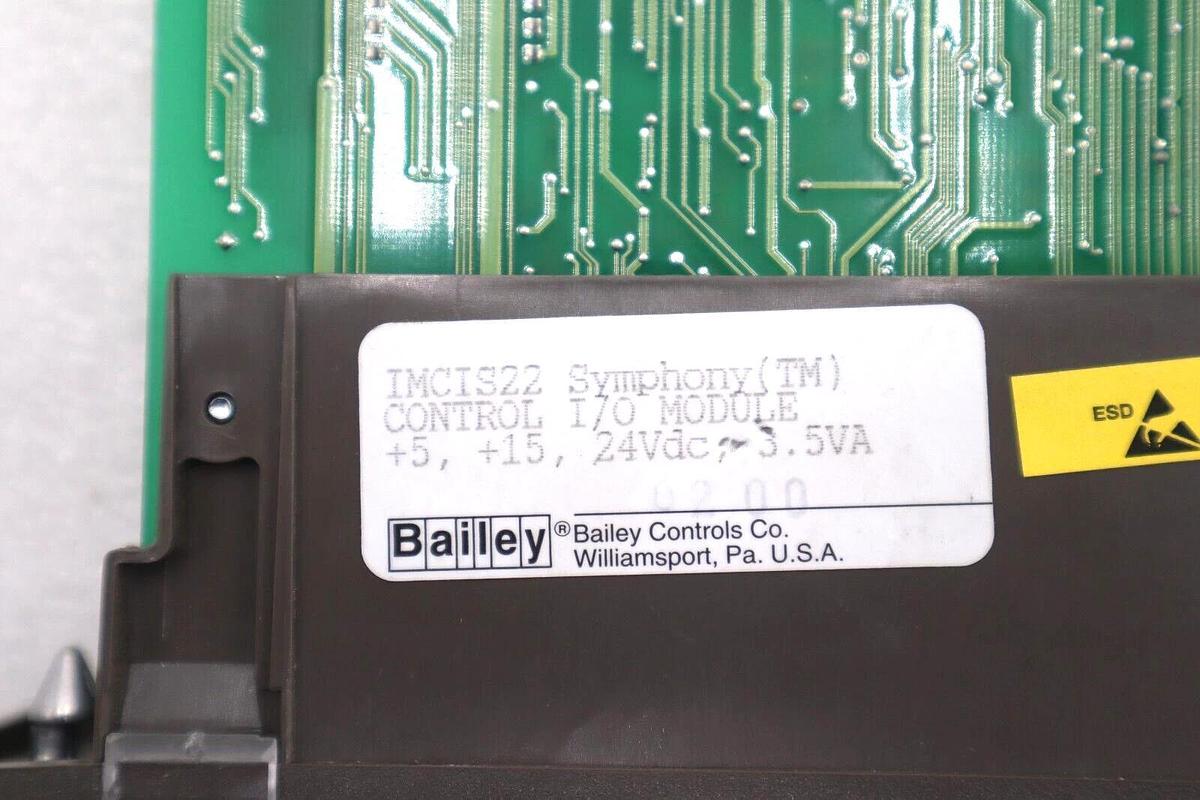 IMCIS22 Symphony(TM)
CONTROL I/O MODULE
+5, +15, 24Vdc, 3.5VA
Bailey® Bailey Controls Co.
Williamsport, Pa. U.S.A.
ESD